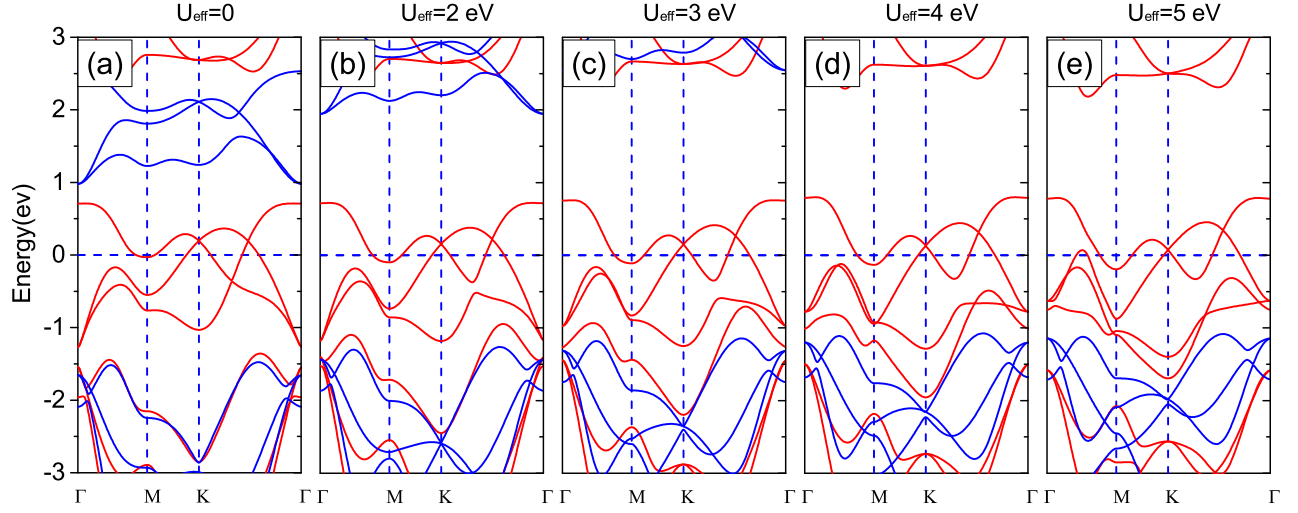 U_eff=0 U_eff=2 eV U_eff=3 eV U_eff=4 eV U_eff=5 eV
(a) (b) (c) (d) (e)
Energy(ev)
3
2
1
0
-1
-2
-3
Γ M K Γ Γ M K Γ Γ M K Γ Γ M K Γ Γ M K Γ